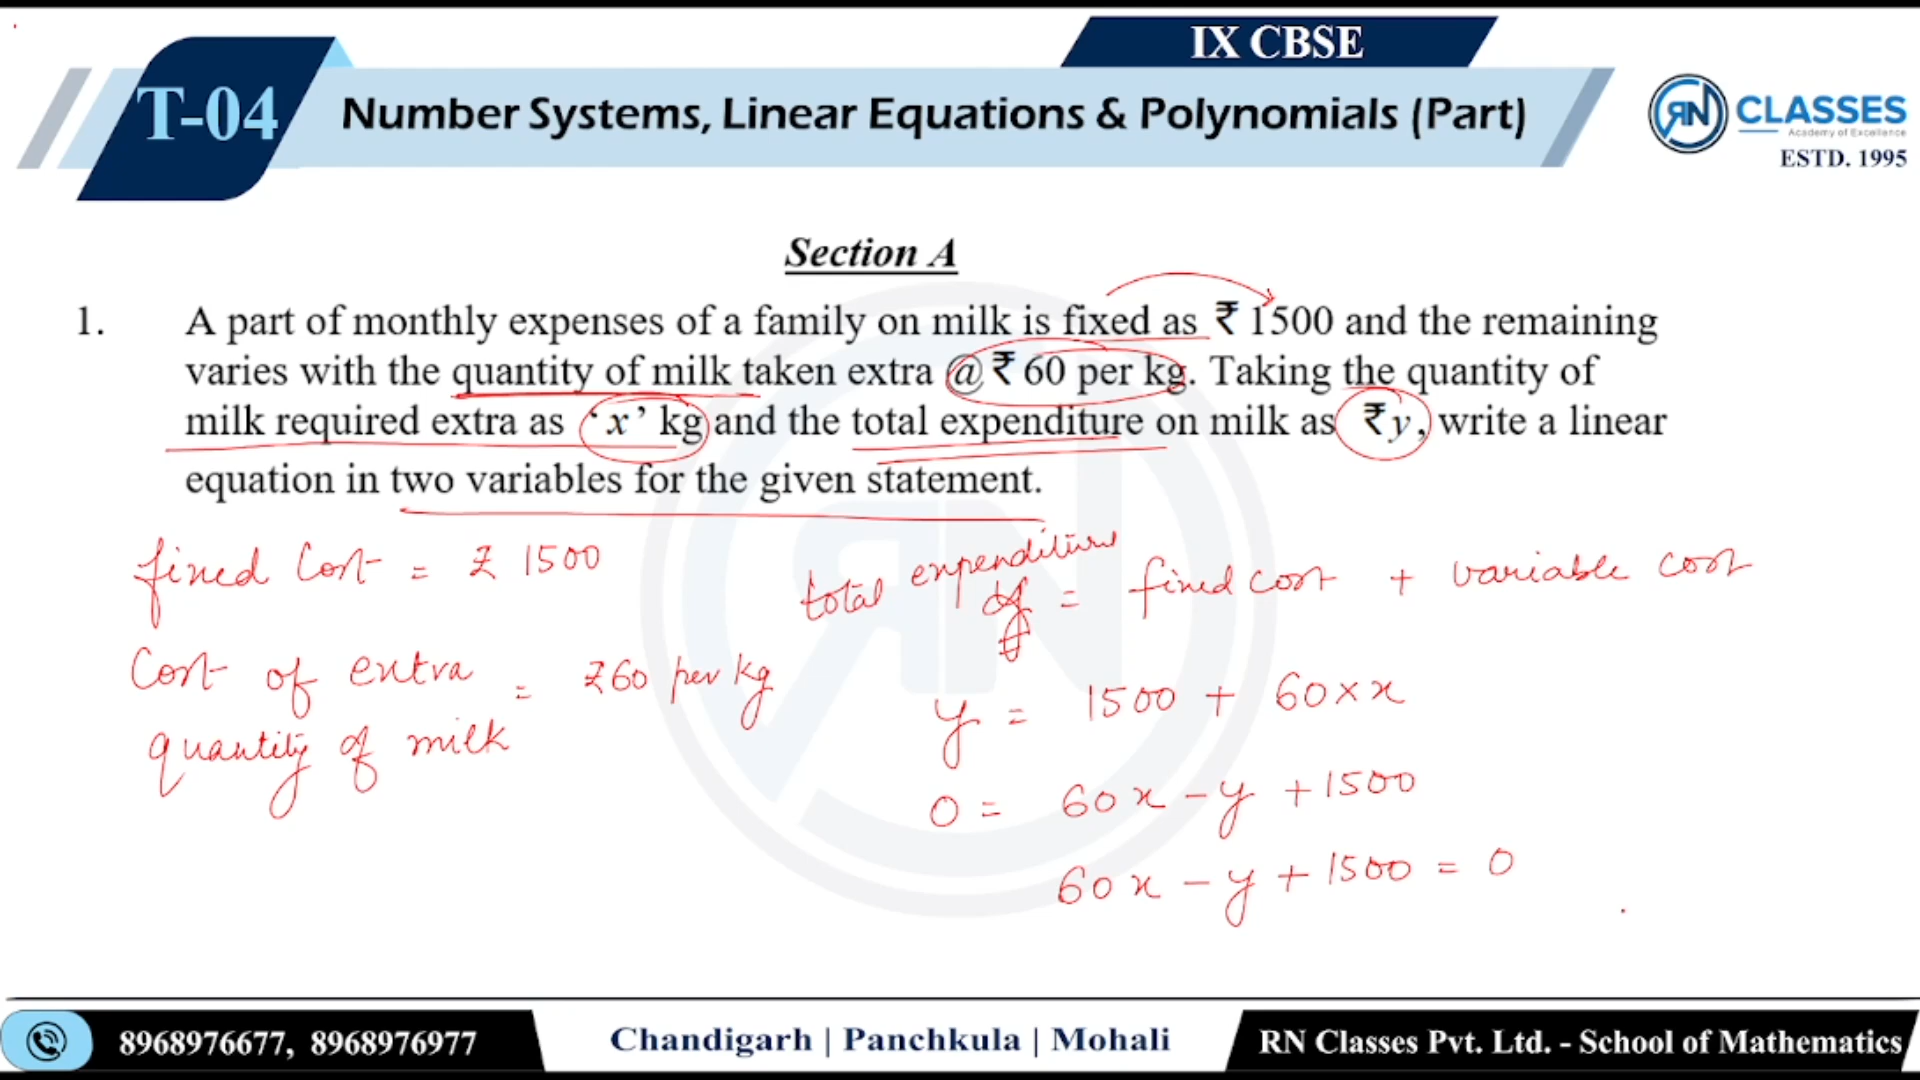 IX CBSE
T-04
Number Systems, Linear Equations & Polynomials (Part)
RN CLASSES
Academy of Excellence
ESTD. 1995
Section A
1. A part of monthly expenses of a family on milk is fixed as ₹ 1500 and the remaining
varies with the quantity of milk taken extra @ ₹ 60 per kg. Taking the quantity of
milk required extra as ‘x’ kg and the total expenditure on milk as ₹ y, write a linear
equation in two variables for the given statement.
fixed cost = ₹ 1500
total expenditure = fixed cost + variable cost
Cost of extra = ₹60 per kg
quantity of milk
y = 1500 + 60 × x
0 = 60x - y + 1500
60x - y + 1500 = 0
RN
8968976677, 8968976977
Chandigarh | Panchkula | Mohali
RN Classes Pvt. Ltd. - School of Mathematics